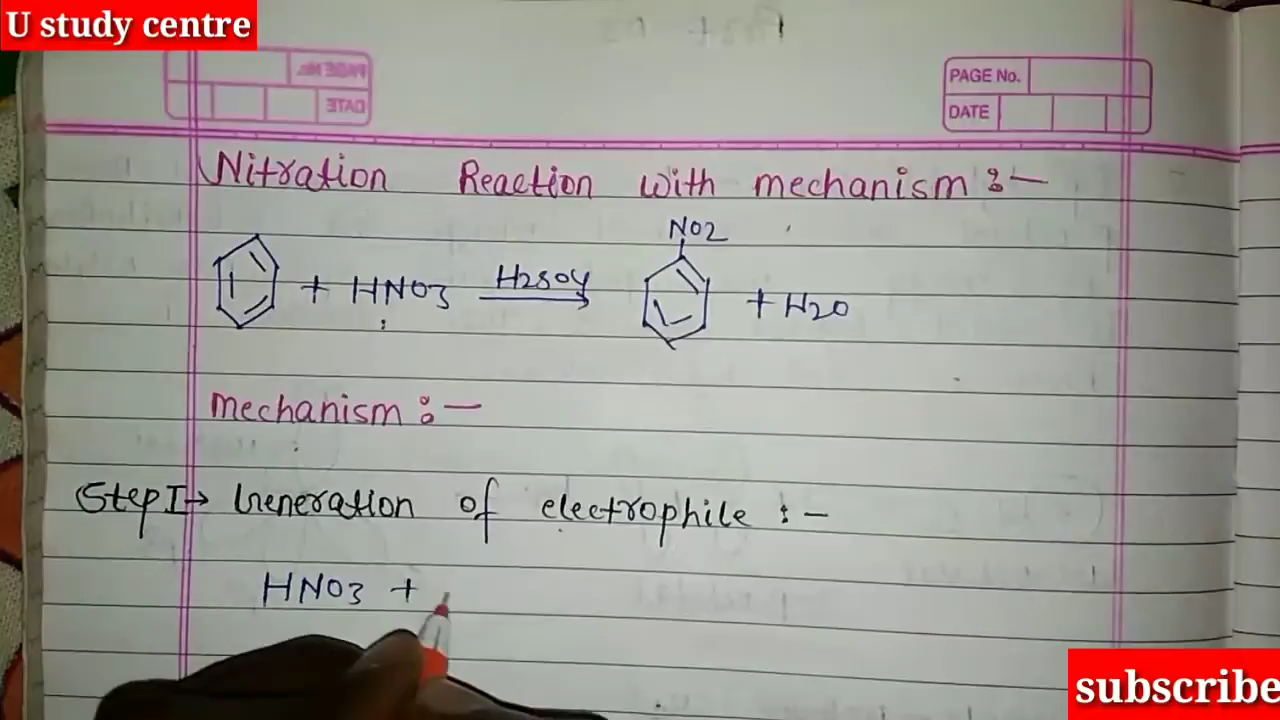 U study centre
PAGE No.
DATE
Nitration Reaction with mechanism :-
NO2
+ HNO3 H2SO4 + H2O
mechanism :-
Step I → Generation of electrophile :-
HNO3 +
subscribe